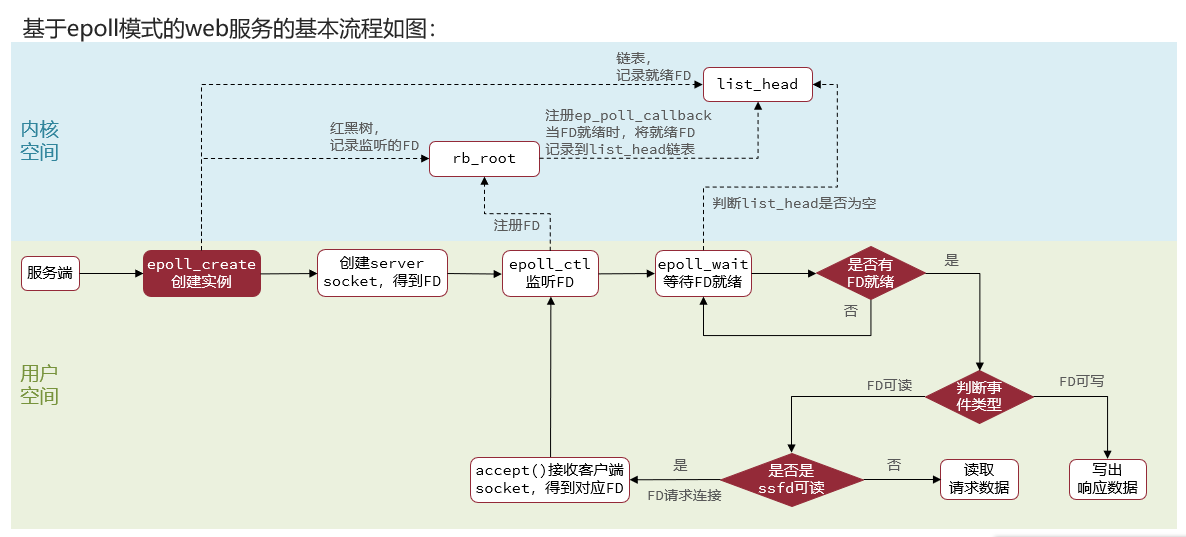 基于epoll模式的web服务的基本流程如图：
链表，
记录就绪FD
list_head
内核
空间
红黑树，
记录监听的FD
rb_root
注册ep_poll_callback
当FD就绪时，将就绪FD
记录到list_head链表
注册FD
判断list_head是否为空
服务端
epoll_create
创建实例
创建server
socket，得到FD
epoll_ctl
监听FD
epoll_wait
等待FD就绪
是否有
FD就绪
是
否
用户
空间
FD可读
判断事
件类型
FD可写
accept()接收客户端
socket，得到对应FD
是
FD请求连接
是否是
ssfd可读
否
读取
请求数据
写出
响应数据